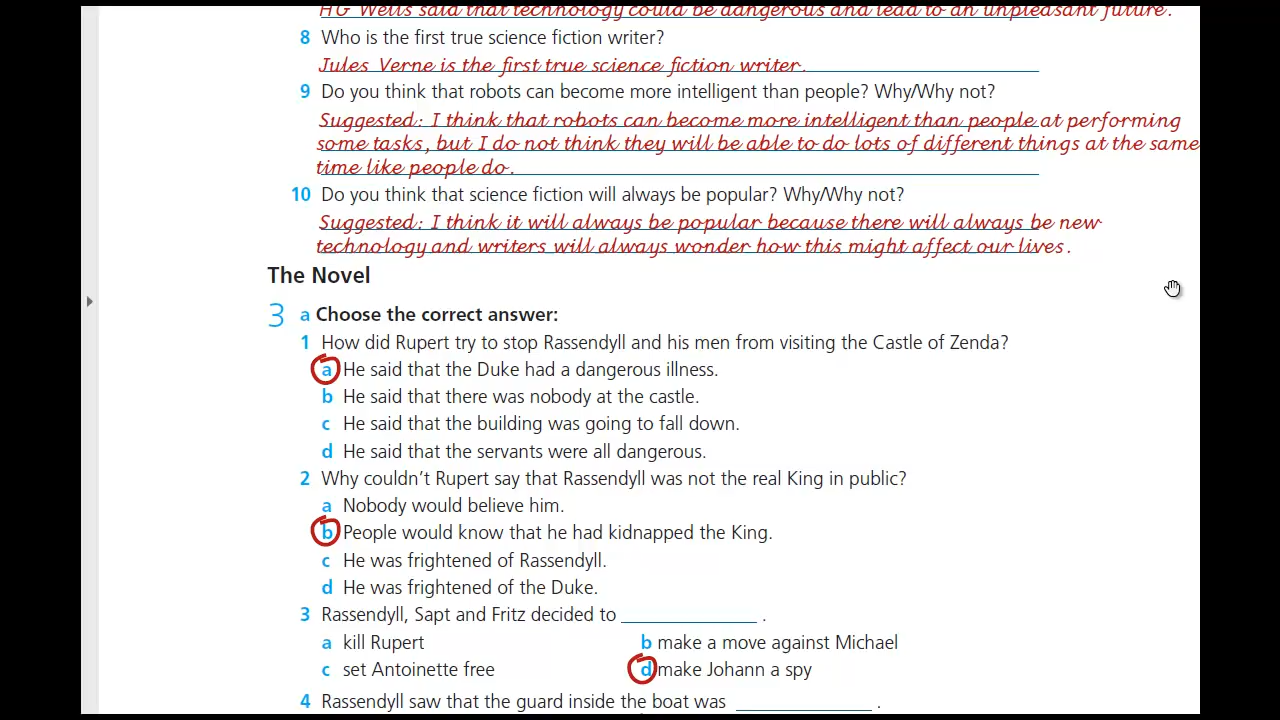 HG Wells said that technology could be dangerous and lead to an unpleasant future.
8 Who is the first true science fiction writer?
Jules Verne is the first true science fiction writer.
9 Do you think that robots can become more intelligent than people? Why/Why not?
Suggested: I think that robots can become more intelligent than people at performing
some tasks, but I do not think they will be able to do lots of different things at the same
time like people do.
10 Do you think that science fiction will always be popular? Why/Why not?
Suggested: I think it will always be popular because there will always be new
technology and writers will always wonder how this might affect our lives.
The Novel
3 a Choose the correct answer:
1 How did Rupert try to stop Rassendyll and his men from visiting the Castle of Zenda?
a He said that the Duke had a dangerous illness.
b He said that there was nobody at the castle.
c He said that the building was going to fall down.
d He said that the servants were all dangerous.
2 Why couldn't Rupert say that Rassendyll was not the real King in public?
a Nobody would believe him.
b People would know that he had kidnapped the King.
c He was frightened of Rassendyll.
d He was frightened of the Duke.
3 Rassendyll, Sapt and Fritz decided to ______________ .
a kill Rupert b make a move against Michael
c set Antoinette free d make Johann a spy
4 Rassendyll saw that the guard inside the boat was ______________ .